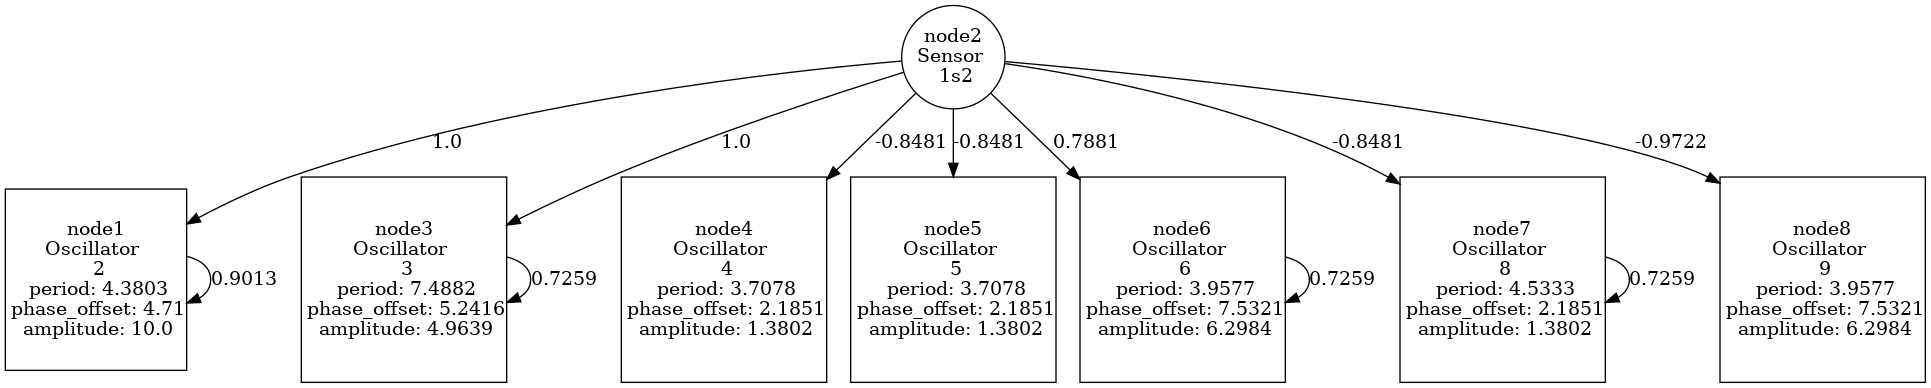 node2
Sensor
1s2
1.0
1.0
-0.8481
-0.8481
0.7881
-0.8481
-0.9722
node1
Oscillator
2
period: 4.3803
phase_offset: 4.71
amplitude: 10.0
0.9013
node3
Oscillator
3
period: 7.4882
phase_offset: 5.2416
amplitude: 4.9639
0.7259
node4
Oscillator
4
period: 3.7078
phase_offset: 2.1851
amplitude: 1.3802
node5
Oscillator
5
period: 3.7078
phase_offset: 2.1851
amplitude: 1.3802
node6
Oscillator
6
period: 3.9577
phase_offset: 7.5321
amplitude: 6.2984
0.7259
node7
Oscillator
8
period: 4.5333
phase_offset: 2.1851
amplitude: 1.3802
0.7259
node8
Oscillator
9
period: 3.9577
phase_offset: 7.5321
amplitude: 6.2984